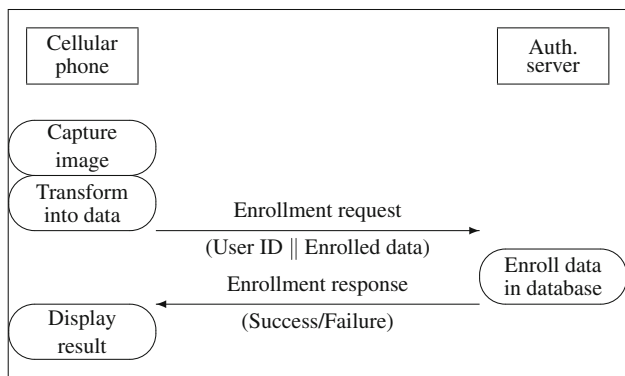 Cellular
phone
Auth.
server
Capture
image
Transform
into data
Enrollment request
(User ID || Enrolled data)
Enroll data
in database
Enrollment response
(Success/Failure)
Display
result